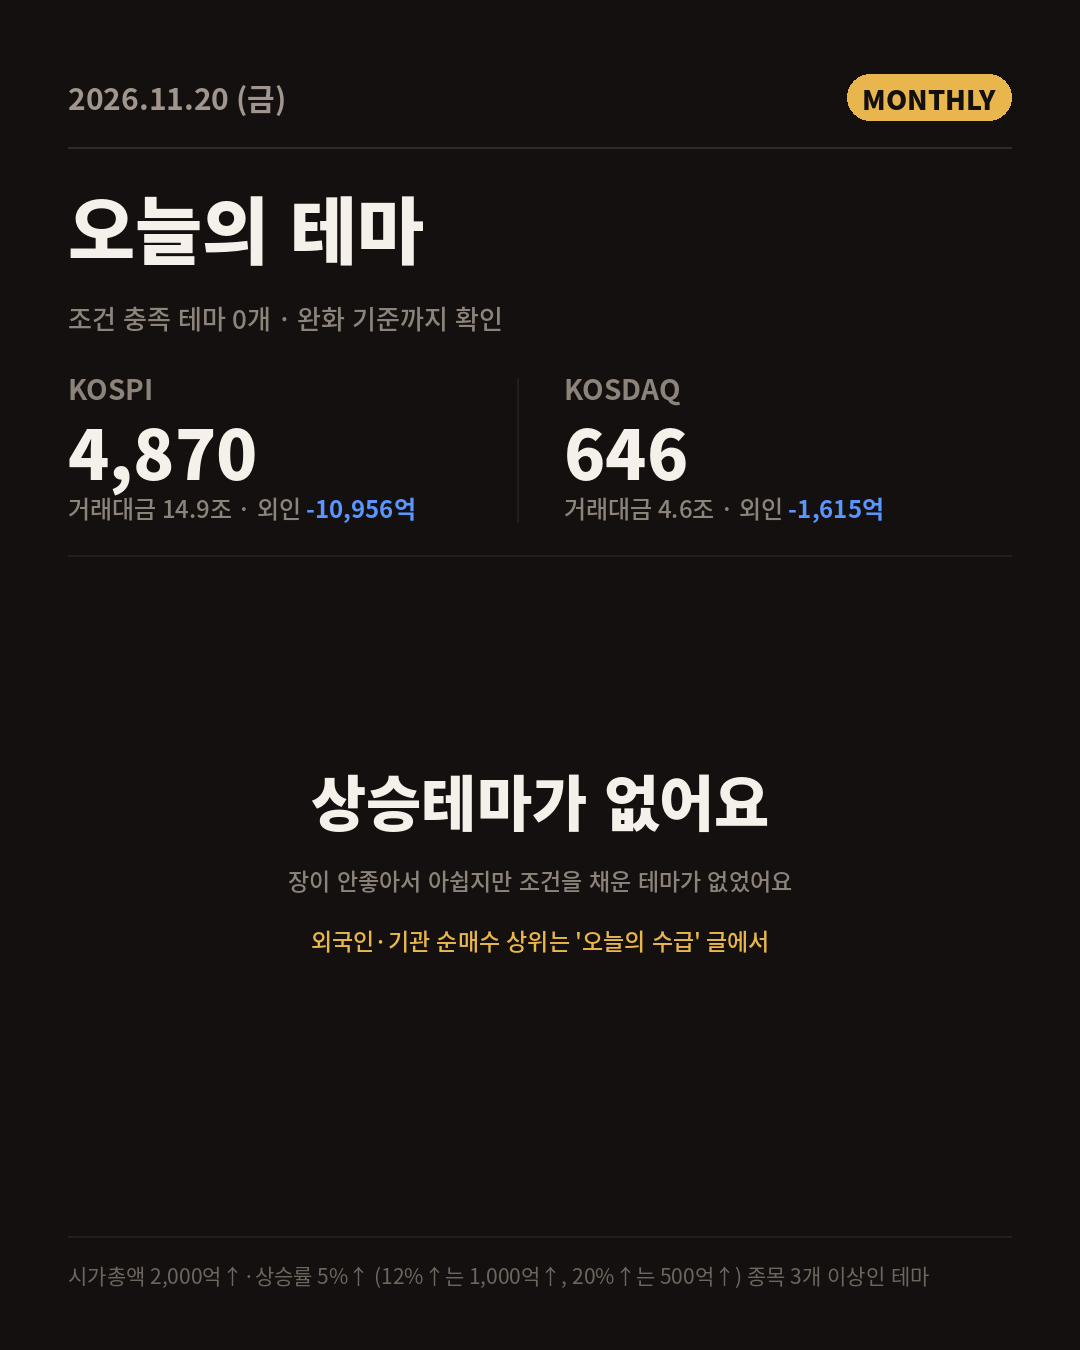 2026.11.20 (금)
MONTHLY
오늘의 테마
조건 충족 테마 0개 · 완화 기준까지 확인
KOSPI
4,870
거래대금 14.9조 · 외인 -10,956억
KOSDAQ
646
거래대금 4.6조 · 외인 -1,615억
상승테마가 없어요
장이 안좋아서 아쉽지만 조건을 채운 테마가 없었어요
외국인·기관 순매수 상위는 '오늘의 수급' 글에서
시가총액 2,000억↑·상승률 5%↑ (12%↑는 1,000억↑, 20%↑는 500억↑) 종목 3개 이상인 테마